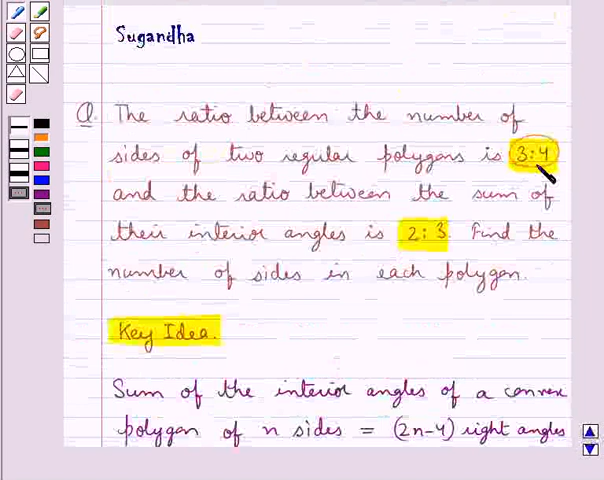 Sugandha
Q. The ratio between the number of
sides of two regular polygons is 3:4
and the ratio between the sum of
their interior angles is 2:3. Find the
number of sides in each polygon.
Key Idea.
Sum of the interior angles of a convex
polygon of n sides = (2n-4) right angles